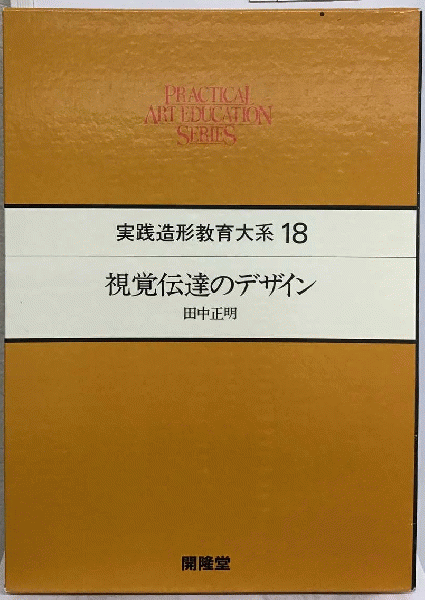 PRACTICAL
ART EDUCATION
SERIES
実践造形教育大系 18
視覚伝達のデザイン
田中正明
開隆堂